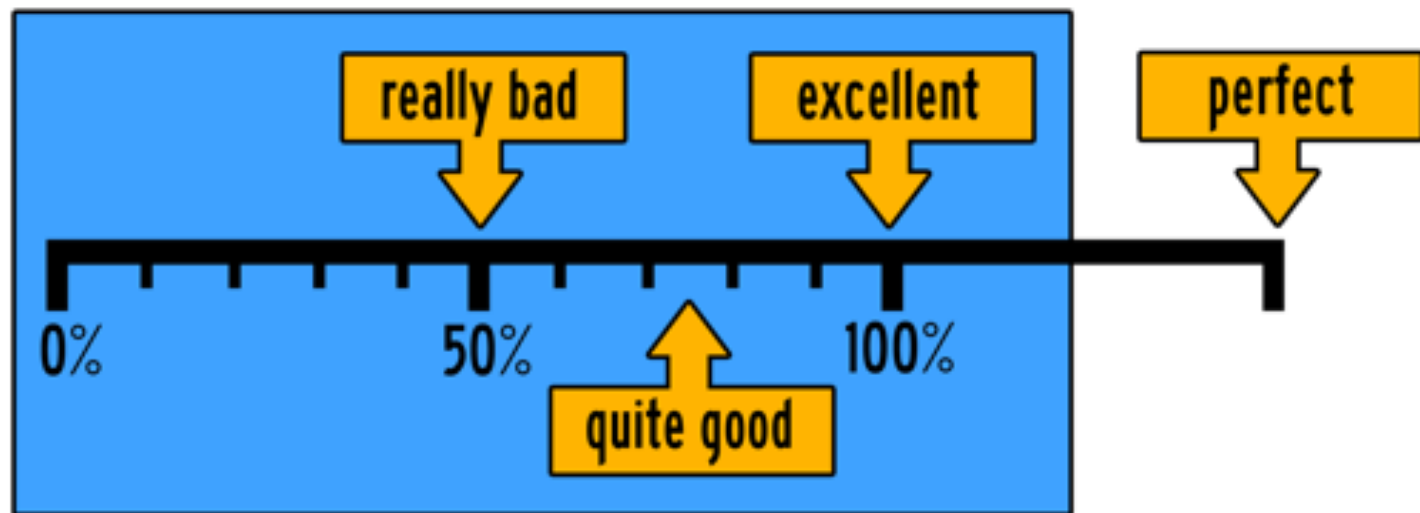 really bad
excellent
perfect
0%
50%
100%
quite good